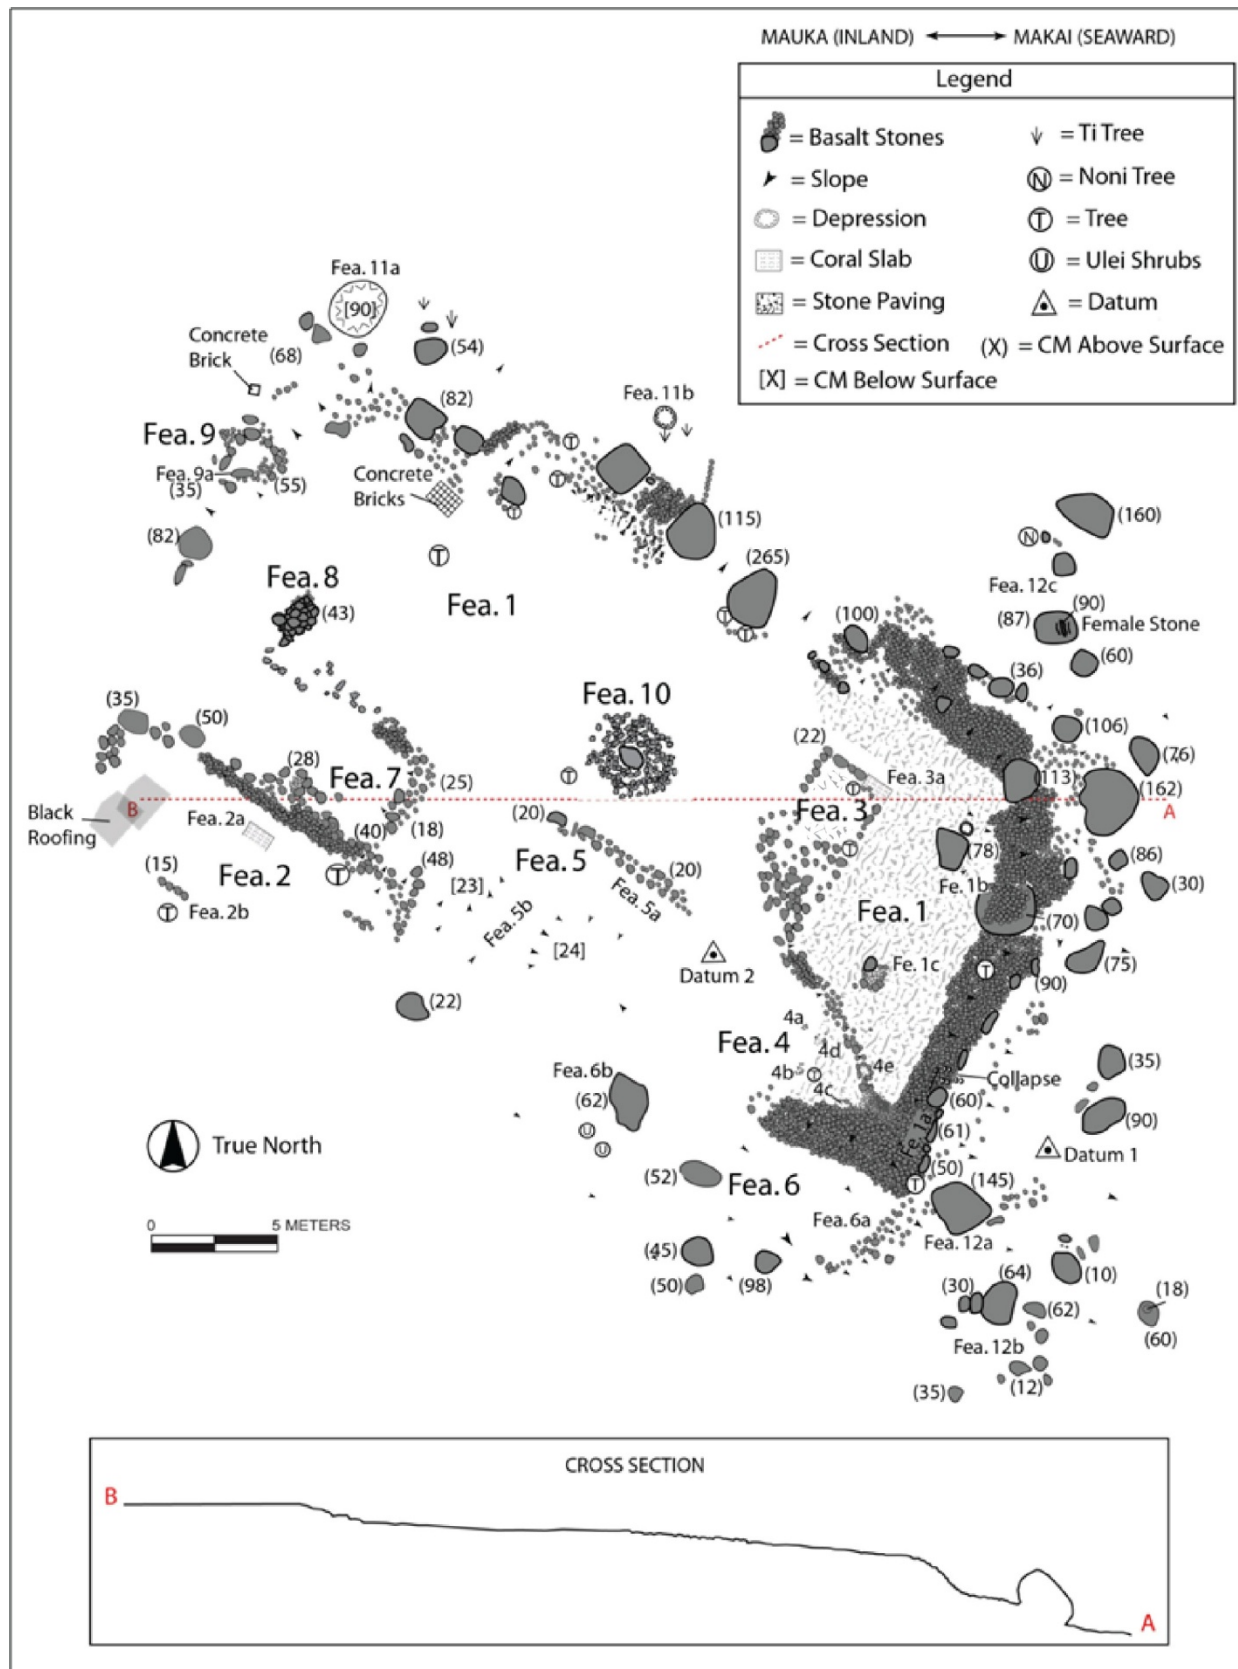 MAUKA (INLAND) MAKAI (SEAWARD)
Legend
= Basalt Stones
= Slope
= Depression
= Coral Slab
= Stone Paving
= Cross Section
[X] = CM Below Surface
= Ti Tree
N = Noni Tree
T = Tree
U = Ulei Shrubs
= Datum
(X) = CM Above Surface
Fea. 11a
[90]
Concrete
Brick
(68)
(54)
Fea. 9
Fea. 9a
(35)
(55)
(82)
Concrete
Bricks
Fea. 11b
T
T
T
T
(82)
(115)
(265)
T
T
(160)
N
Fea. 12c
(87)
(90)
Female Stone
(60)
Fea. 8
(43)
Fea. 1
(100)
(36)
(106)
(76)
(35)
(50)
Fea. 10
T
(22)
Fea. 3a
(113)
(162)
(28)
Fea. 7
(25)
B
A
Black
Roofing
Fea. 2a
(40)
(18)
(20)
Fea. 3
T
T
(78)
Fe. 1b
(86)
(30)
(15)
T
Fea. 2b
Fea. 2
T
(48)
[23]
Fea. 5
Fea. 5b
Fea. 5a
(20)
[24]
Fea. 1
(70)
(75)
Datum 2
Fe. 1c
T
(90)
(22)
4a
Fea. 4
4d
4b
T
4e
4c
Collapse
(35)
Fea. 6b
(62)
U
U
(60)
Fe. 1a
(61)
(90)
True North
Datum 1
(52)
Fea. 6
(50)
T
(145)
0 5 METERS
Fea. 6a
Fea. 12a
(45)
(50)
(98)
(64)
(30)
(10)
(18)
(62)
(60)
Fea. 12b
(12)
(35)
CROSS SECTION
B
A